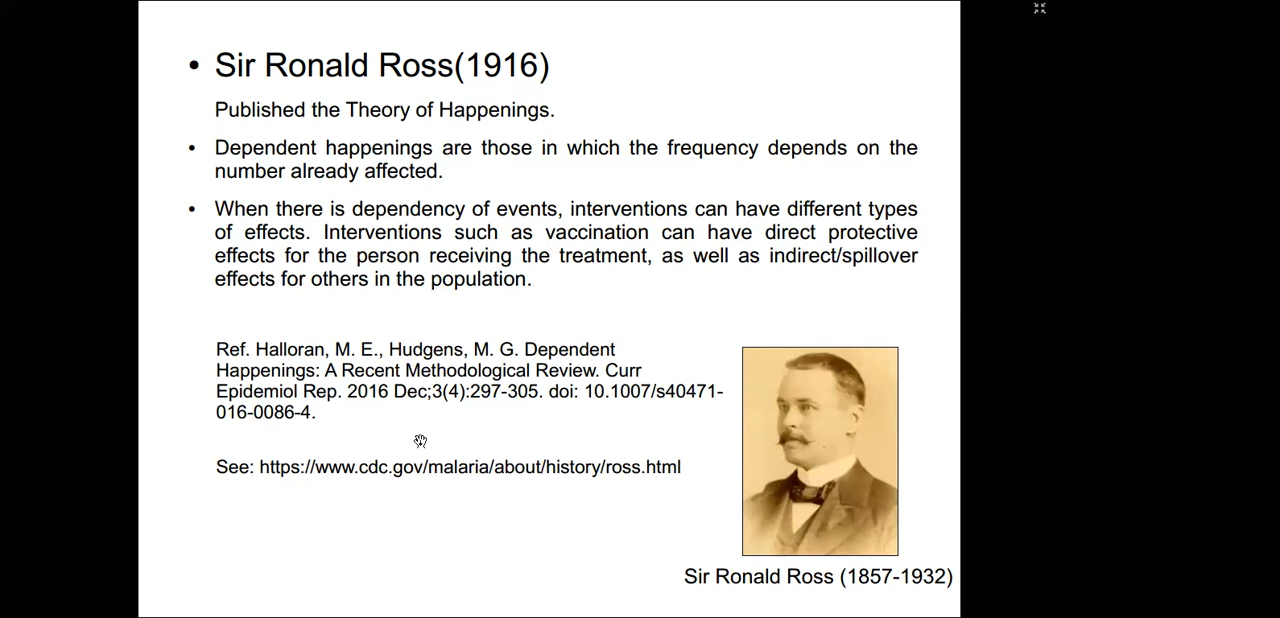 • Sir Ronald Ross(1916)
Published the Theory of Happenings.
• Dependent happenings are those in which the frequency depends on the
number already affected.
• When there is dependency of events, interventions can have different types
of effects. Interventions such as vaccination can have direct protective
effects for the person receiving the treatment, as well as indirect/spillover
effects for others in the population.
Ref. Halloran, M. E., Hudgens, M. G. Dependent
Happenings: A Recent Methodological Review. Curr
Epidemiol Rep. 2016 Dec;3(4):297-305. doi: 10.1007/s40471-
016-0086-4.
See: https://www.cdc.gov/malaria/about/history/ross.html
Sir Ronald Ross (1857-1932)